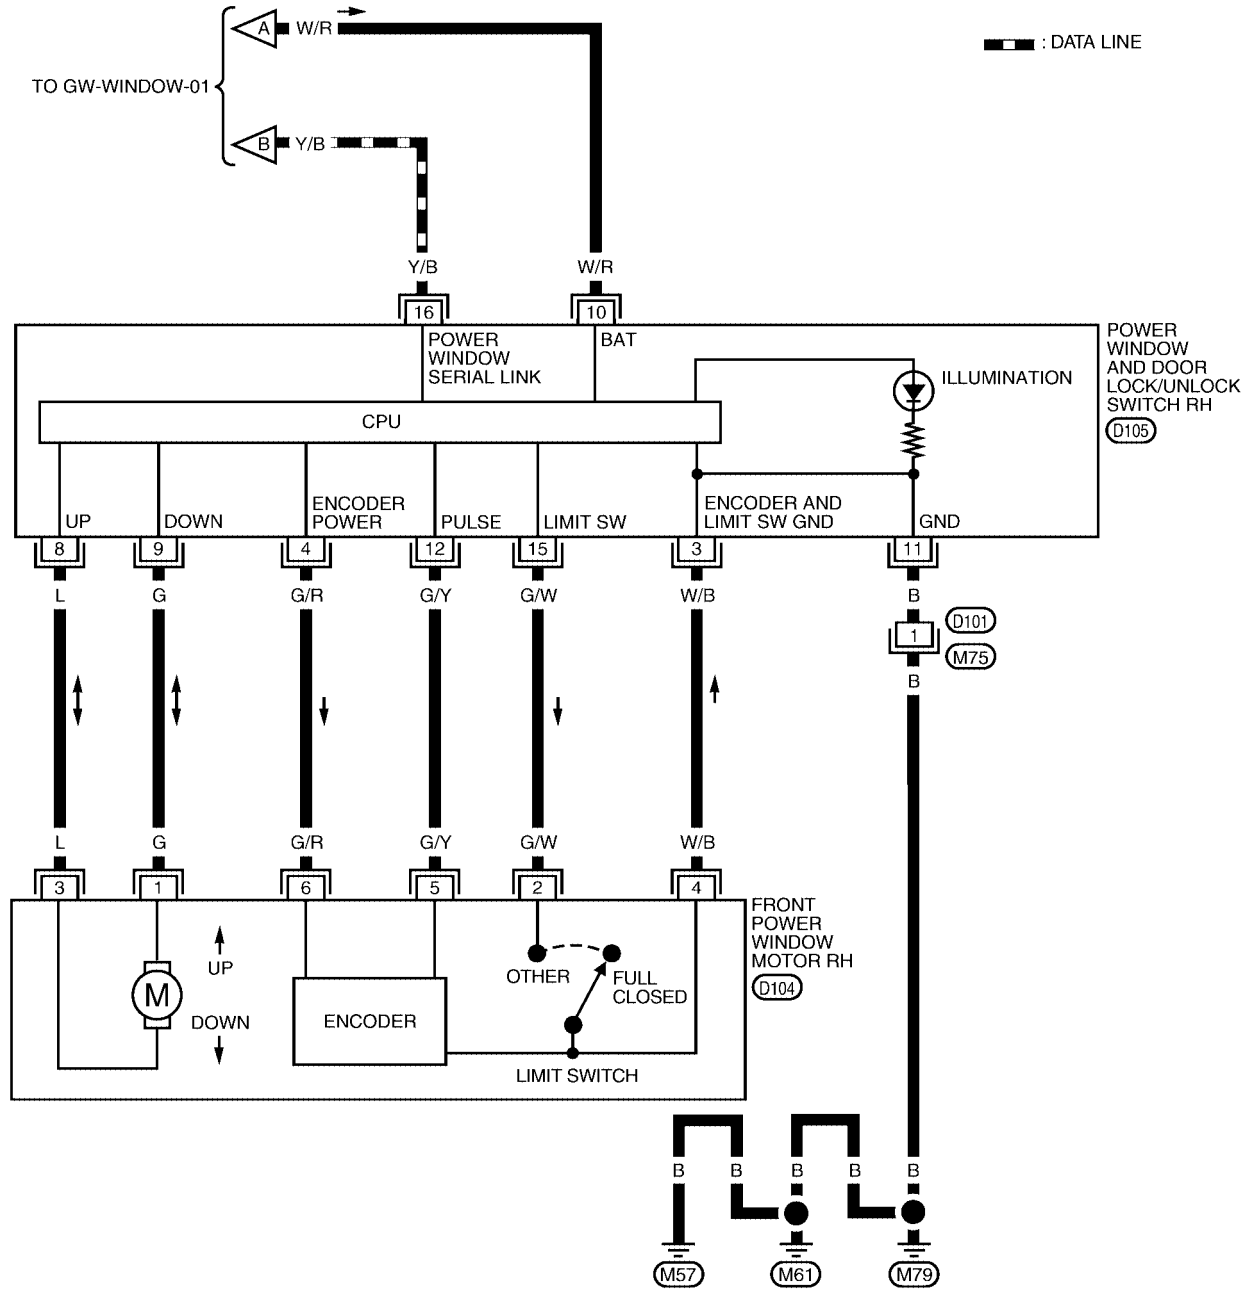 A W/R
: DATA LINE
TO GW-WINDOW-01
B Y/B
Y/B W/R
16 10
POWER
WINDOW
SERIAL LINK
BAT
POWER
WINDOW
AND DOOR
LOCK/UNLOCK
SWITCH RH
D105
ILLUMINATION
CPU
UP
DOWN
ENCODER
POWER
PULSE
LIMIT SW
ENCODER AND
LIMIT SW GND
GND
8 9 4 12 15 3 11
L G G/R G/Y G/W W/B B
1
D101
M75
B
L G G/R G/Y G/W W/B
3 1 6 5 2 4
FRONT
POWER
WINDOW
MOTOR RH
D104
UP
M
DOWN
ENCODER
OTHER
FULL
CLOSED
LIMIT SWITCH
B B B B B
M57 M61 M79